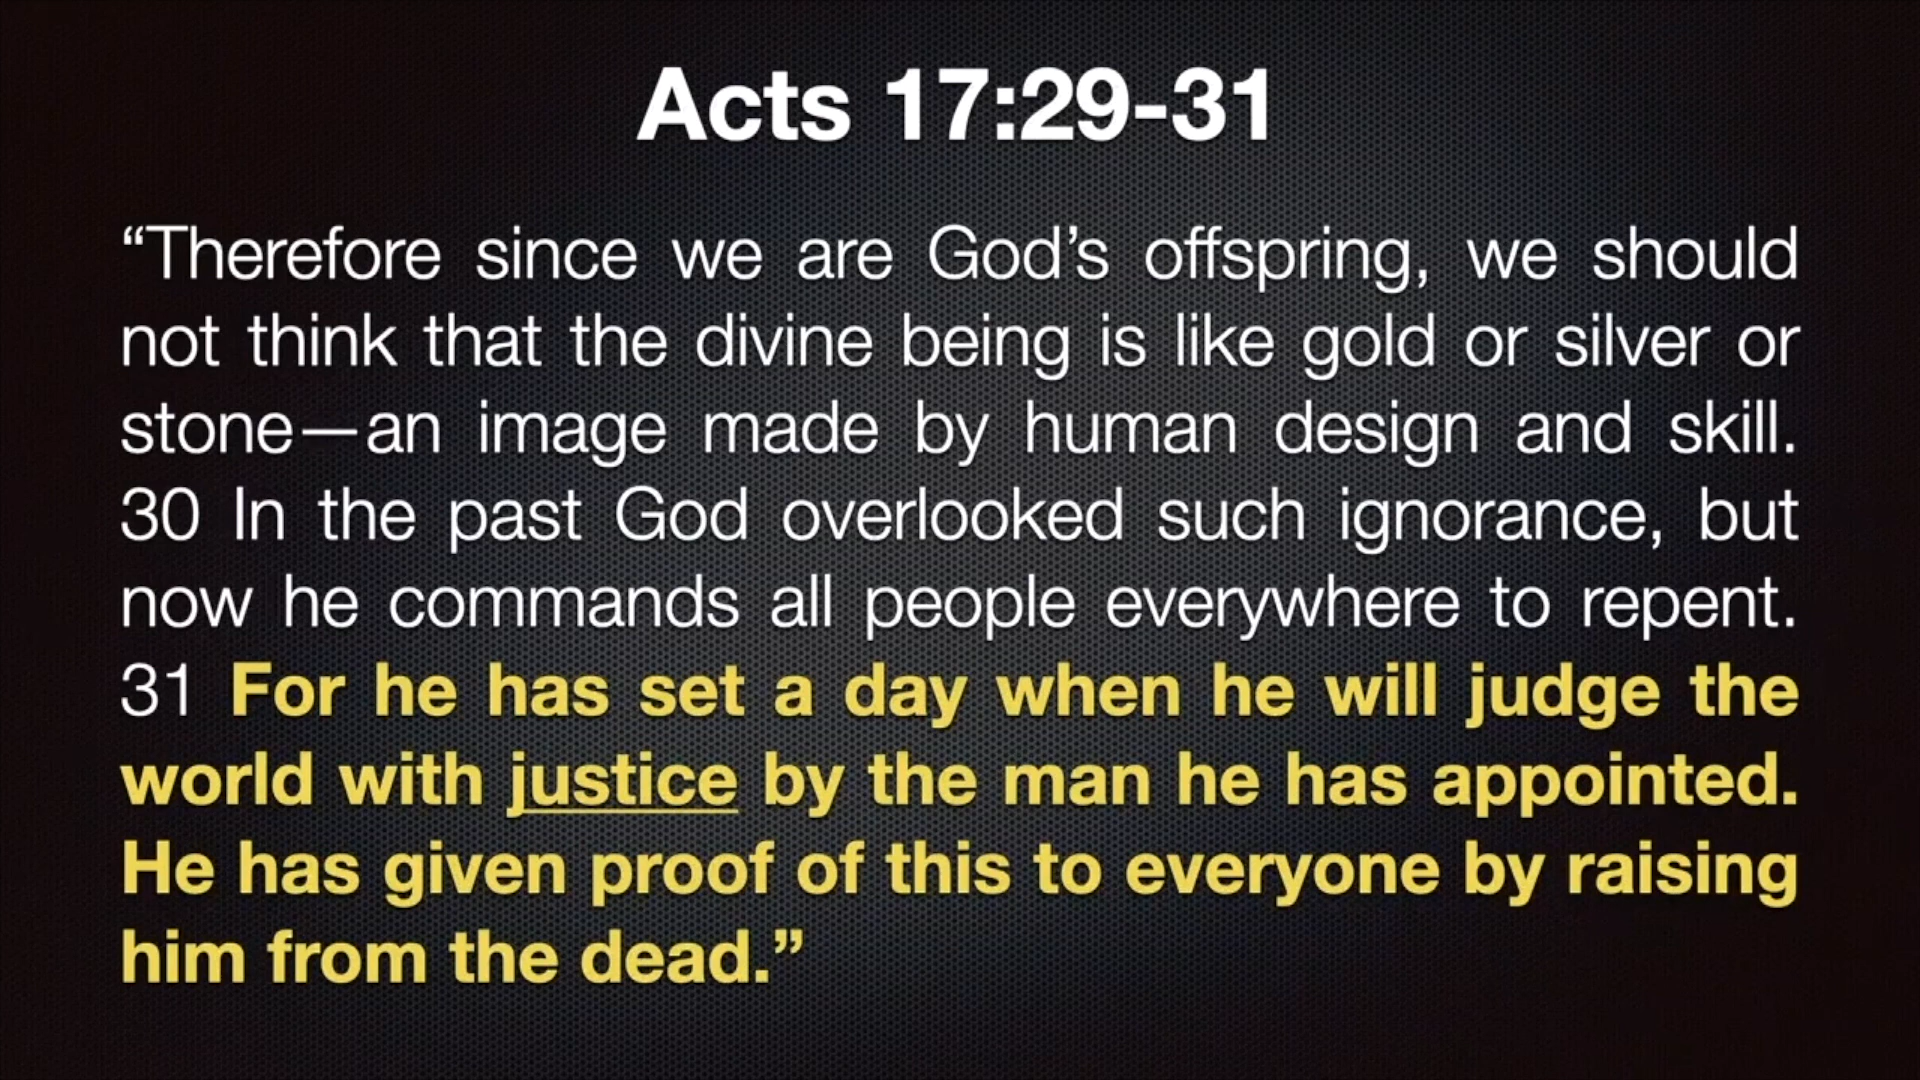 Acts 17:29-31
“Therefore since we are God’s offspring, we should
not think that the divine being is like gold or silver or
stone—an image made by human design and skill.
30 In the past God overlooked such ignorance, but
now he commands all people everywhere to repent.
31 For he has set a day when he will judge the
world with justice by the man he has appointed.
He has given proof of this to everyone by raising
him from the dead.”